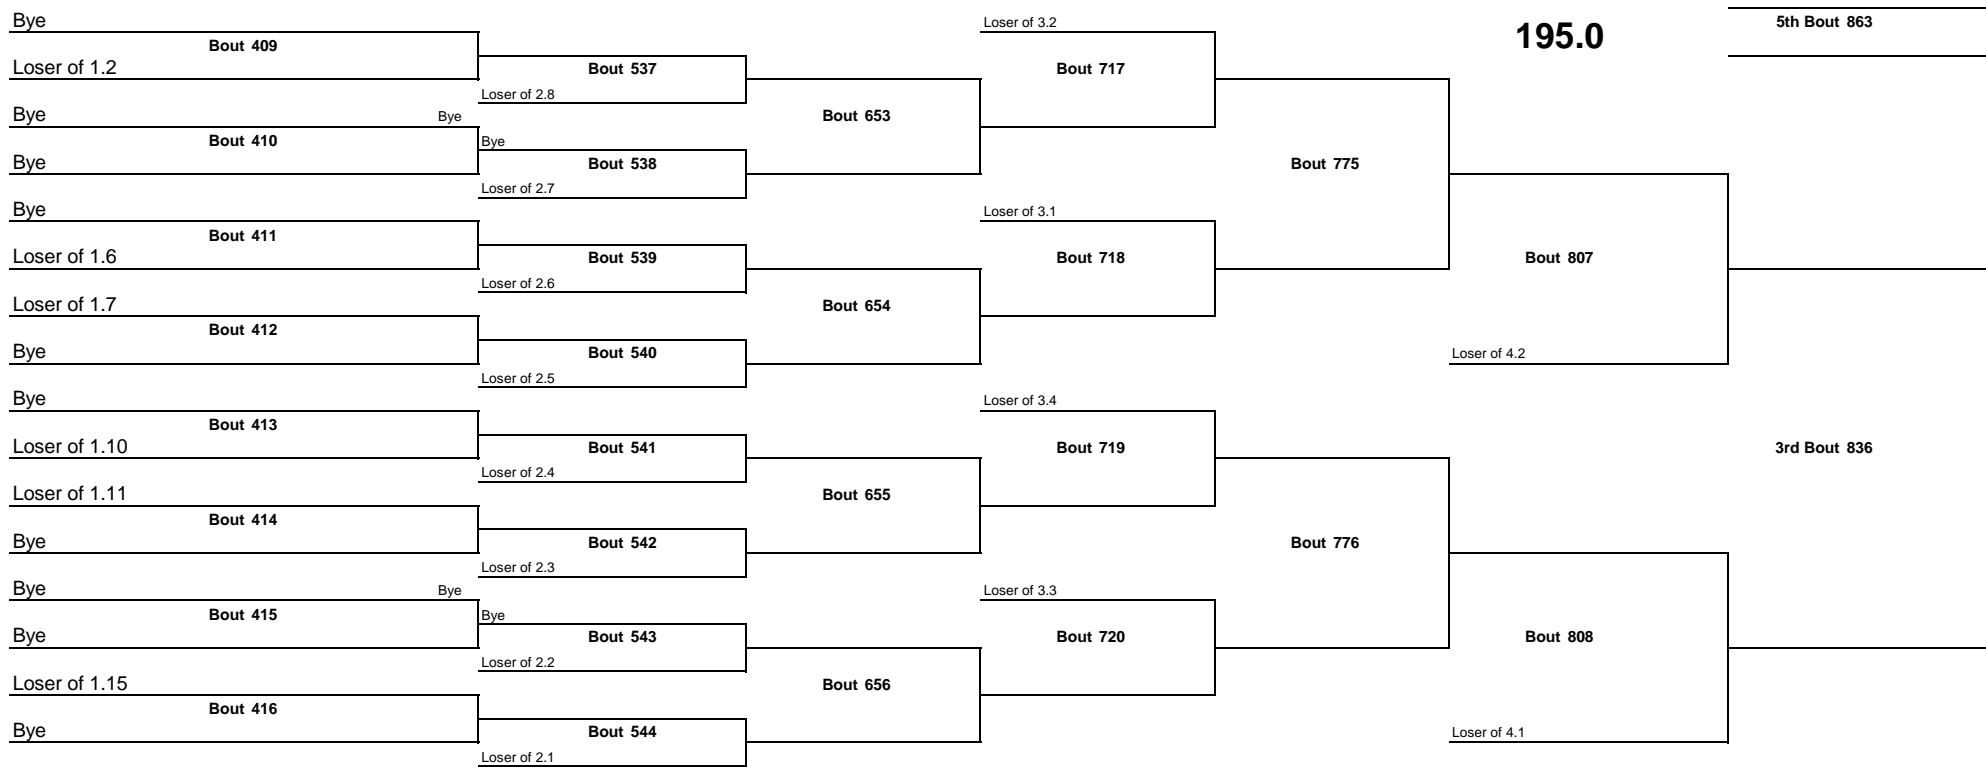 Bye
Bout 409
Loser of 1.2
Bye
Bye
Bout 410
Bye
Bye
Bout 411
Loser of 1.6
Loser of 1.7
Bout 412
Bye
Bye
Bout 413
Loser of 1.10
Loser of 1.11
Bout 414
Bye
Bye
Bye
Bout 415
Bye
Loser of 1.15
Bout 416
Bye
Bout 537
Loser of 2.8
Bye
Bout 538
Loser of 2.7
Bout 539
Loser of 2.6
Bout 540
Loser of 2.5
Bout 541
Loser of 2.4
Bout 542
Loser of 2.3
Bye
Bout 543
Loser of 2.2
Bout 544
Loser of 2.1
Bout 653
Bout 654
Bout 655
Bout 656
Loser of 3.2
Bout 717
Loser of 3.1
Bout 718
Loser of 3.4
Bout 719
Loser of 3.3
Bout 720
Bout 775
Bout 776
195.0
Bout 807
Loser of 4.2
Bout 808
Loser of 4.1
5th Bout 863
3rd Bout 836